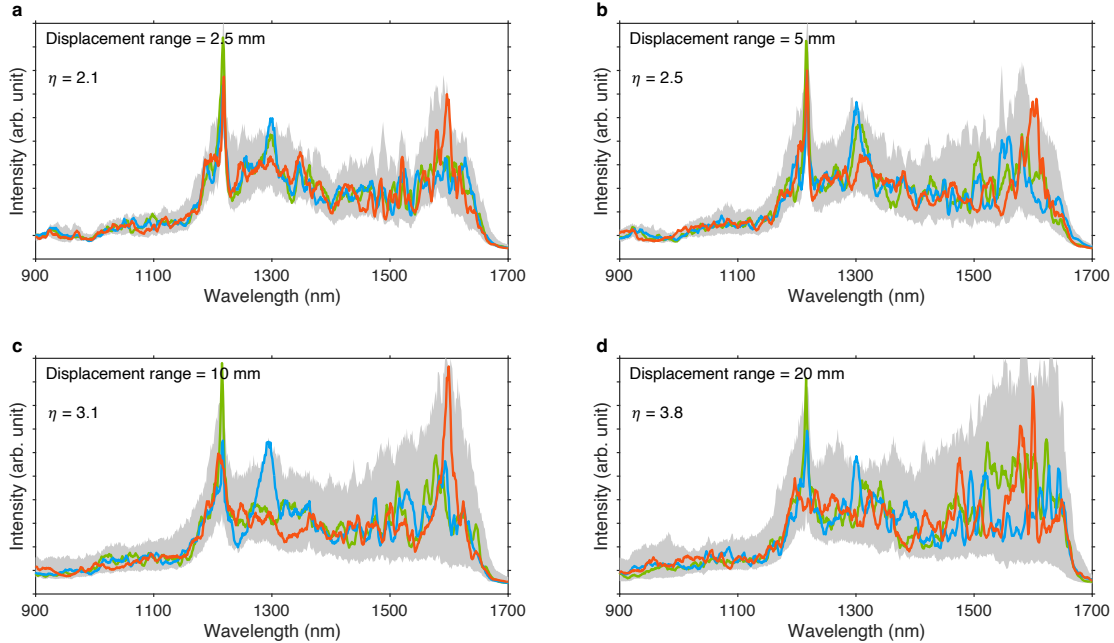 a
Displacement range = 2.5 mm
η = 2.1
Intensity (arb. unit)
900 1100 1300 1500 1700
Wavelength (nm)
b
Displacement range = 5 mm
η = 2.5
Intensity (arb. unit)
900 1100 1300 1500 1700
Wavelength (nm)
c
Displacement range = 10 mm
η = 3.1
Intensity (arb. unit)
900 1100 1300 1500 1700
Wavelength (nm)
d
Displacement range = 20 mm
η = 3.8
Intensity (arb. unit)
900 1100 1300 1500 1700
Wavelength (nm)